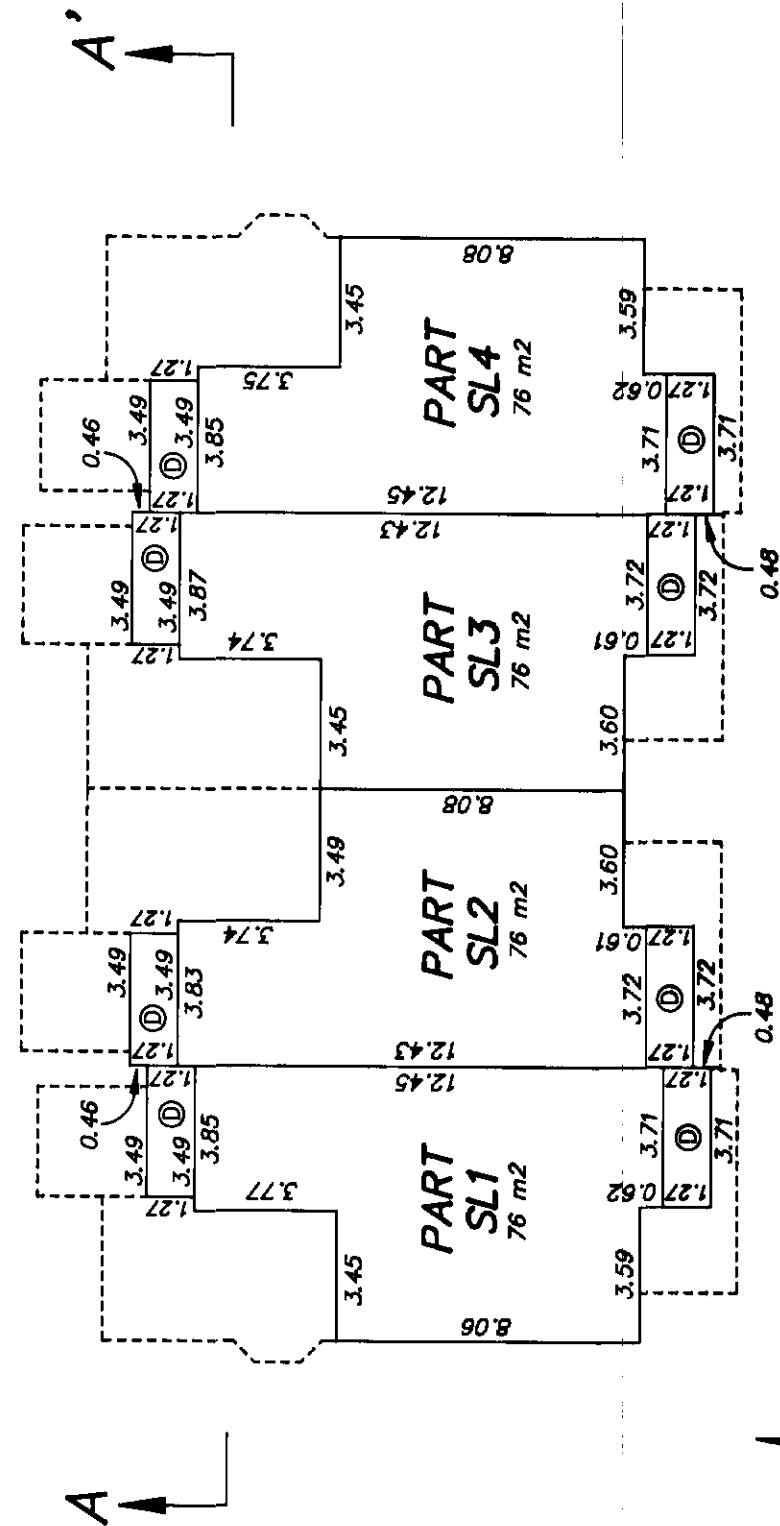 A
A'
0.46
3.49
1.27
1.27
D
3.49
3.85
3.49
1.27
1.27
D
3.49
3.83
3.49
1.27
1.27
D
3.49
3.87
0.46
3.49
1.27
1.27
D
3.49
3.85
3.77
3.45
8.06
PART
SL1
76 m2
12.45
3.59
0.62
3.71
1.27
1.27
D
3.71
0.48
3.74
3.49
12.43
PART
SL2
76 m2
8.08
3.60
0.61
3.72
1.27
D
3.72
3.74
3.45
PART
SL3
76 m2
12.43
3.60
0.61
3.72
1.27
1.27
D
3.72
0.48
3.75
3.45
12.45
PART
SL4
76 m2
8.08
3.59
0.62
3.71
1.27
1.27
D
3.71